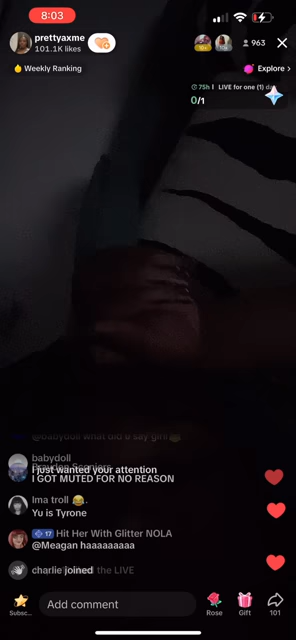 8:03
prettyaxme
101.1K likes
963
Weekly Ranking
Explore >
75h | LIVE for one (1) da
0/1
@babydoll what did u say girl
babydoll
I just wanted your attention
I GOT MUTED FOR NO REASON
Ima troll 😂.
Yu is Tyrone
17 Hit Her With Glitter NOLA
@Meagan haaaaaaaa
charlie joined the LIVE
Subsc...
Add comment
Rose
Gift
101